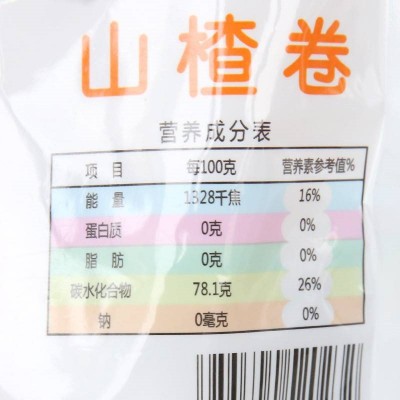 山楂卷
营养成分表
项 目 每100克 营养素参考值%
能 量 1328千焦 16%
蛋白质 0克 0%
脂 肪 0克 0%
碳水化合物 78.1克 26%
钠 0毫克 0%